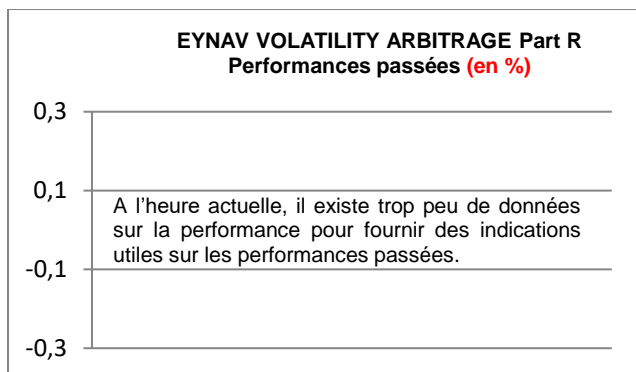 EYNAV VOLATILITY ARBITRAGE Part R
Performances passées (en %)
0,3
0,1
A l’heure actuelle, il existe trop peu de données
sur la performance pour fournir des indications
utiles sur les performances passées.
-0,1
-0,3